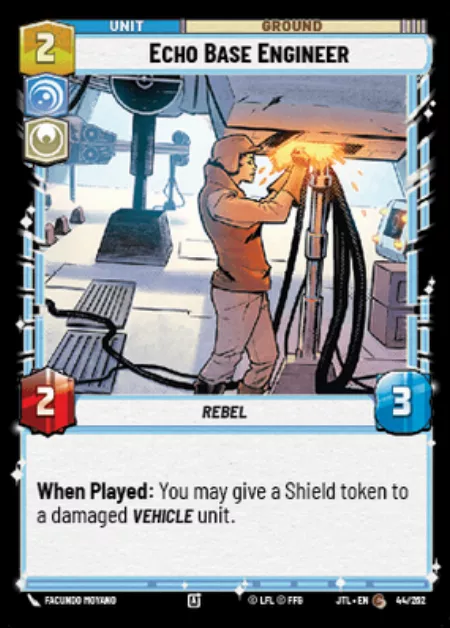 UNIT GROUND
2 ECHO BASE ENGINEER
2 REBEL 3
When Played: You may give a Shield token to
a damaged VEHICLE unit.
FACUNDO MOYANO A © LFL © FFG JTL • EN C 44/262